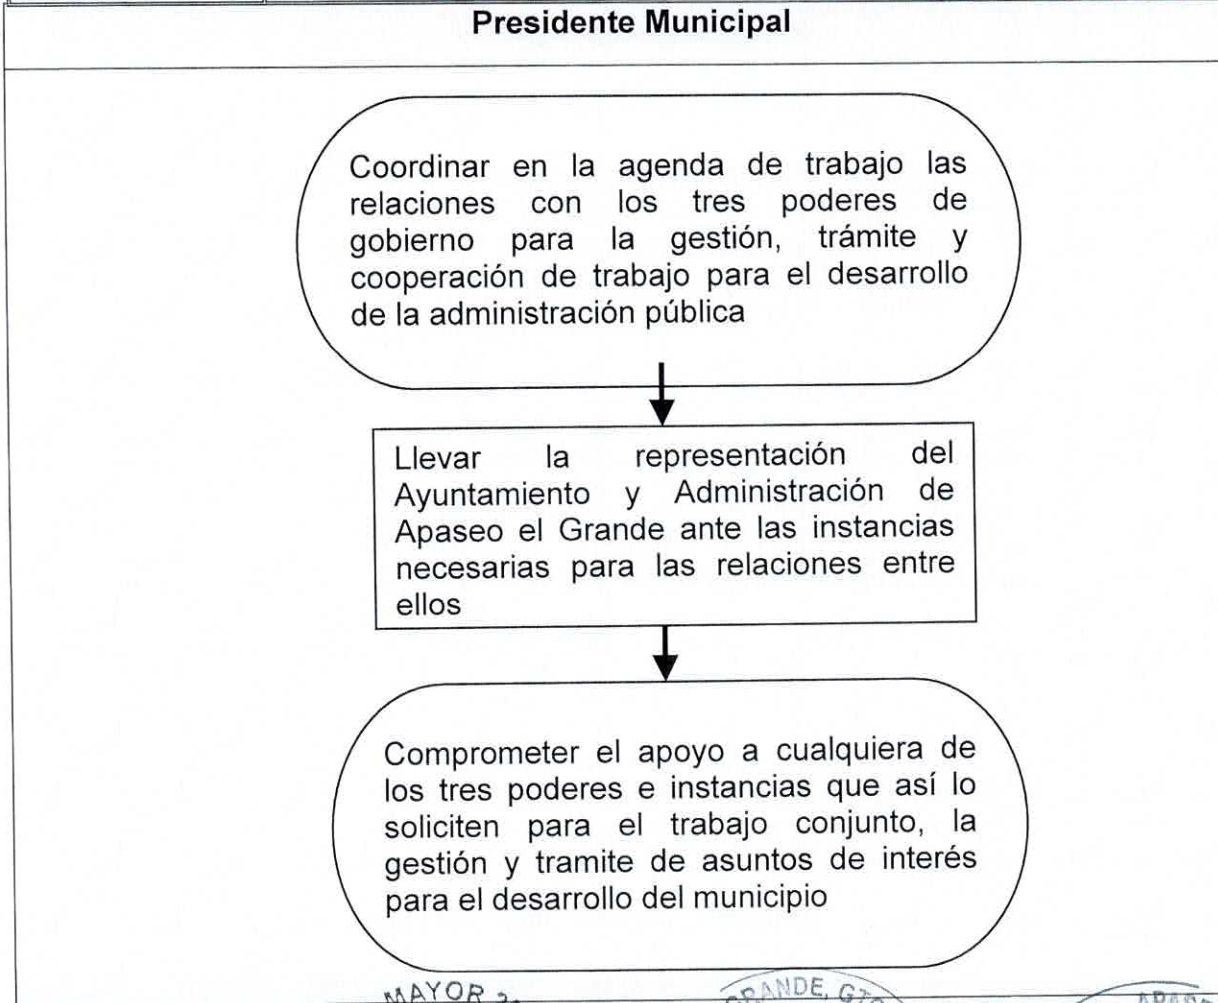 Presidente Municipal
Coordinar en la agenda de trabajo las
relaciones con los tres poderes de
gobierno para la gestión, trámite y
cooperación de trabajo para el desarrollo
de la administración pública
Llevar la representación del
Ayuntamiento y Administración de
Apaseo el Grande ante las instancias
necesarias para las relaciones entre
ellos
Comprometer el apoyo a cualquiera de
los tres poderes e instancias que así lo
soliciten para el trabajo conjunto, la
gestión y tramite de asuntos de interés
para el desarrollo del municipio
MAYOR
GRANDE, GTO